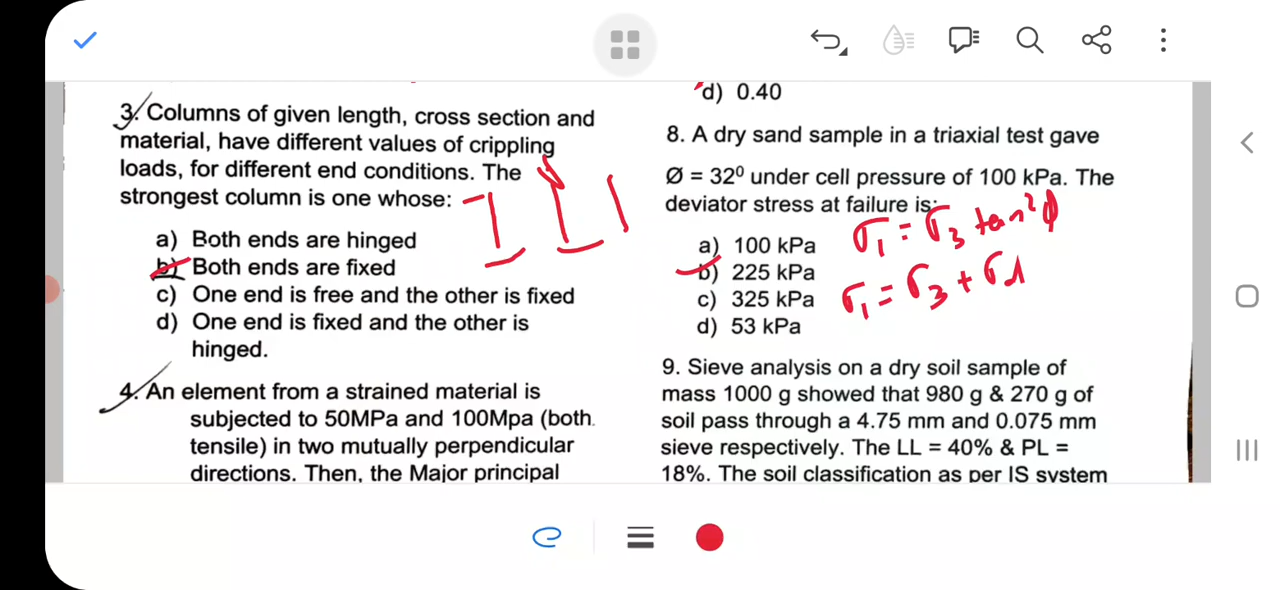 3. Columns of given length, cross section and
material, have different values of crippling
loads, for different end conditions. The
strongest column is one whose:
a) Both ends are hinged
b) Both ends are fixed
c) One end is free and the other is fixed
d) One end is fixed and the other is
hinged.
4. An element from a strained material is
subjected to 50MPa and 100Mpa (both
tensile) in two mutually perpendicular
directions. Then, the Major principal
d) 0.40
8. A dry sand sample in a triaxial test gave
Ø = 32⁰ under cell pressure of 100 kPa. The
deviator stress at failure is:
a) 100 kPa
b) 225 kPa
c) 325 kPa
d) 53 kPa
σ₁ = σ₃ tan²φ
σ₁ = σ₃ + σd
9. Sieve analysis on a dry soil sample of
mass 1000 g showed that 980 g & 270 g of
soil pass through a 4.75 mm and 0.075 mm
sieve respectively. The LL = 40% & PL =
18%. The soil classification as per IS system